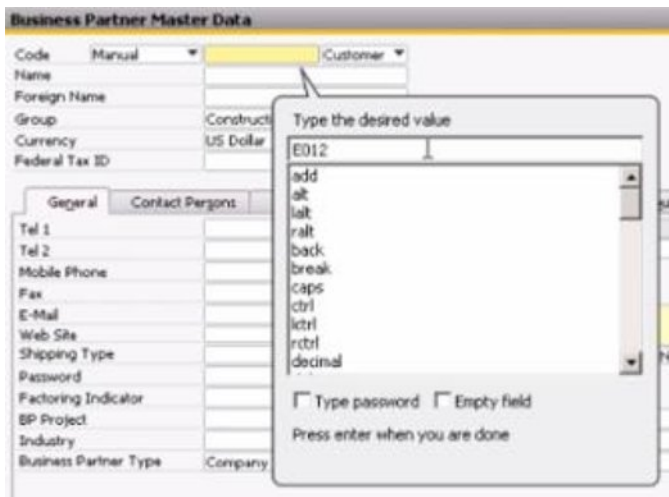 Business Partner Master Data
Code Manual Customer
Name
Foreign Name
Group Constructi
Currency US Dollar
Federal Tax ID
Type the desired value
E012
add
alt
lalt
ralt
back
break
caps
ctrl
lctrl
rctrl
decimal
Type password Empty field
Press enter when you are done
General Contact Persons
Tel 1
Tel 2
Mobile Phone
Fax
E-Mail
Web Site
Shipping Type
Password
Factoring Indicator
BP Project
Industry
Business Partner Type Company